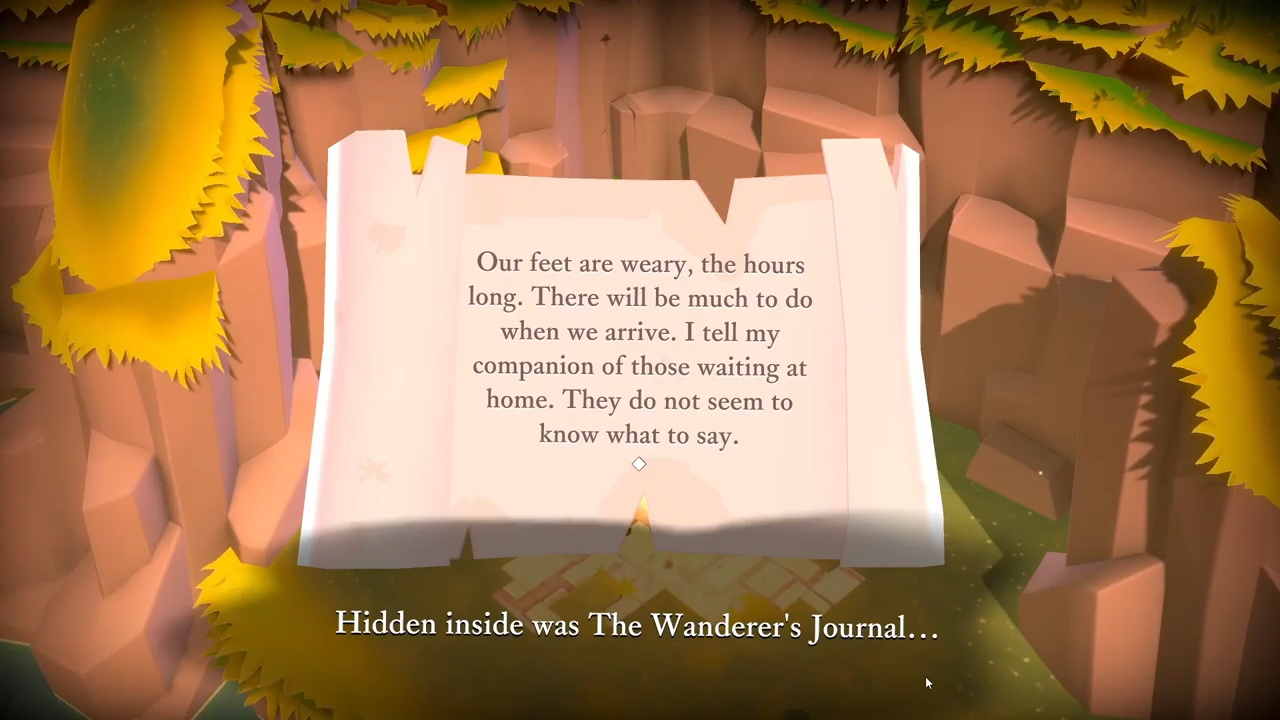 Our feet are weary, the hours
long. There will be much to do
when we arrive. I tell my
companion of those waiting at
home. They do not seem to
know what to say.
Hidden inside was The Wanderer's Journal...